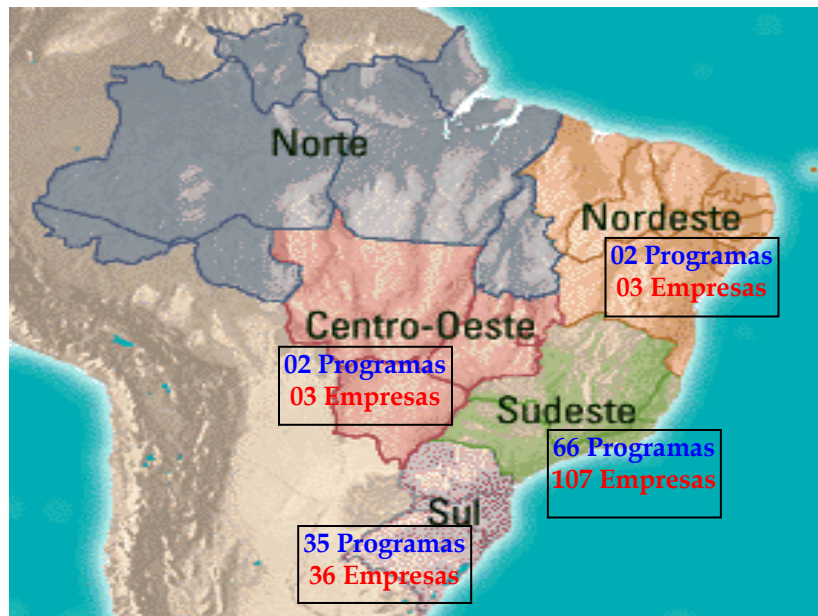 Norte
Nordeste
02 Programas
03 Empresas
Centro-Oeste
02 Programas
03 Empresas
Sudeste
66 Programas
107 Empresas
Sul
35 Programas
36 Empresas